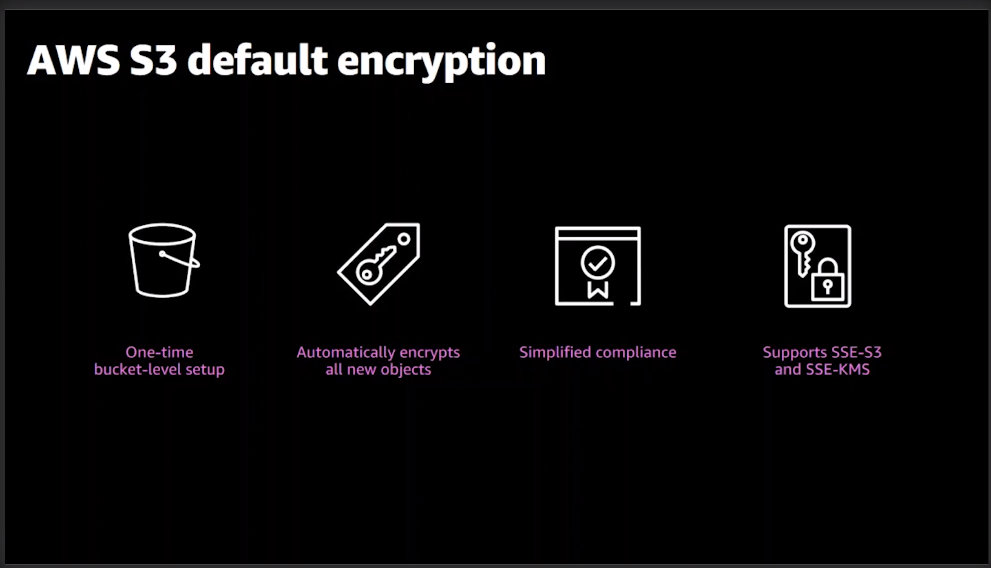 AWS S3 default encryption
One-time
bucket-level setup
Automatically encrypts
all new objects
Simplified compliance
Supports SSE-S3
and SSE-KMS